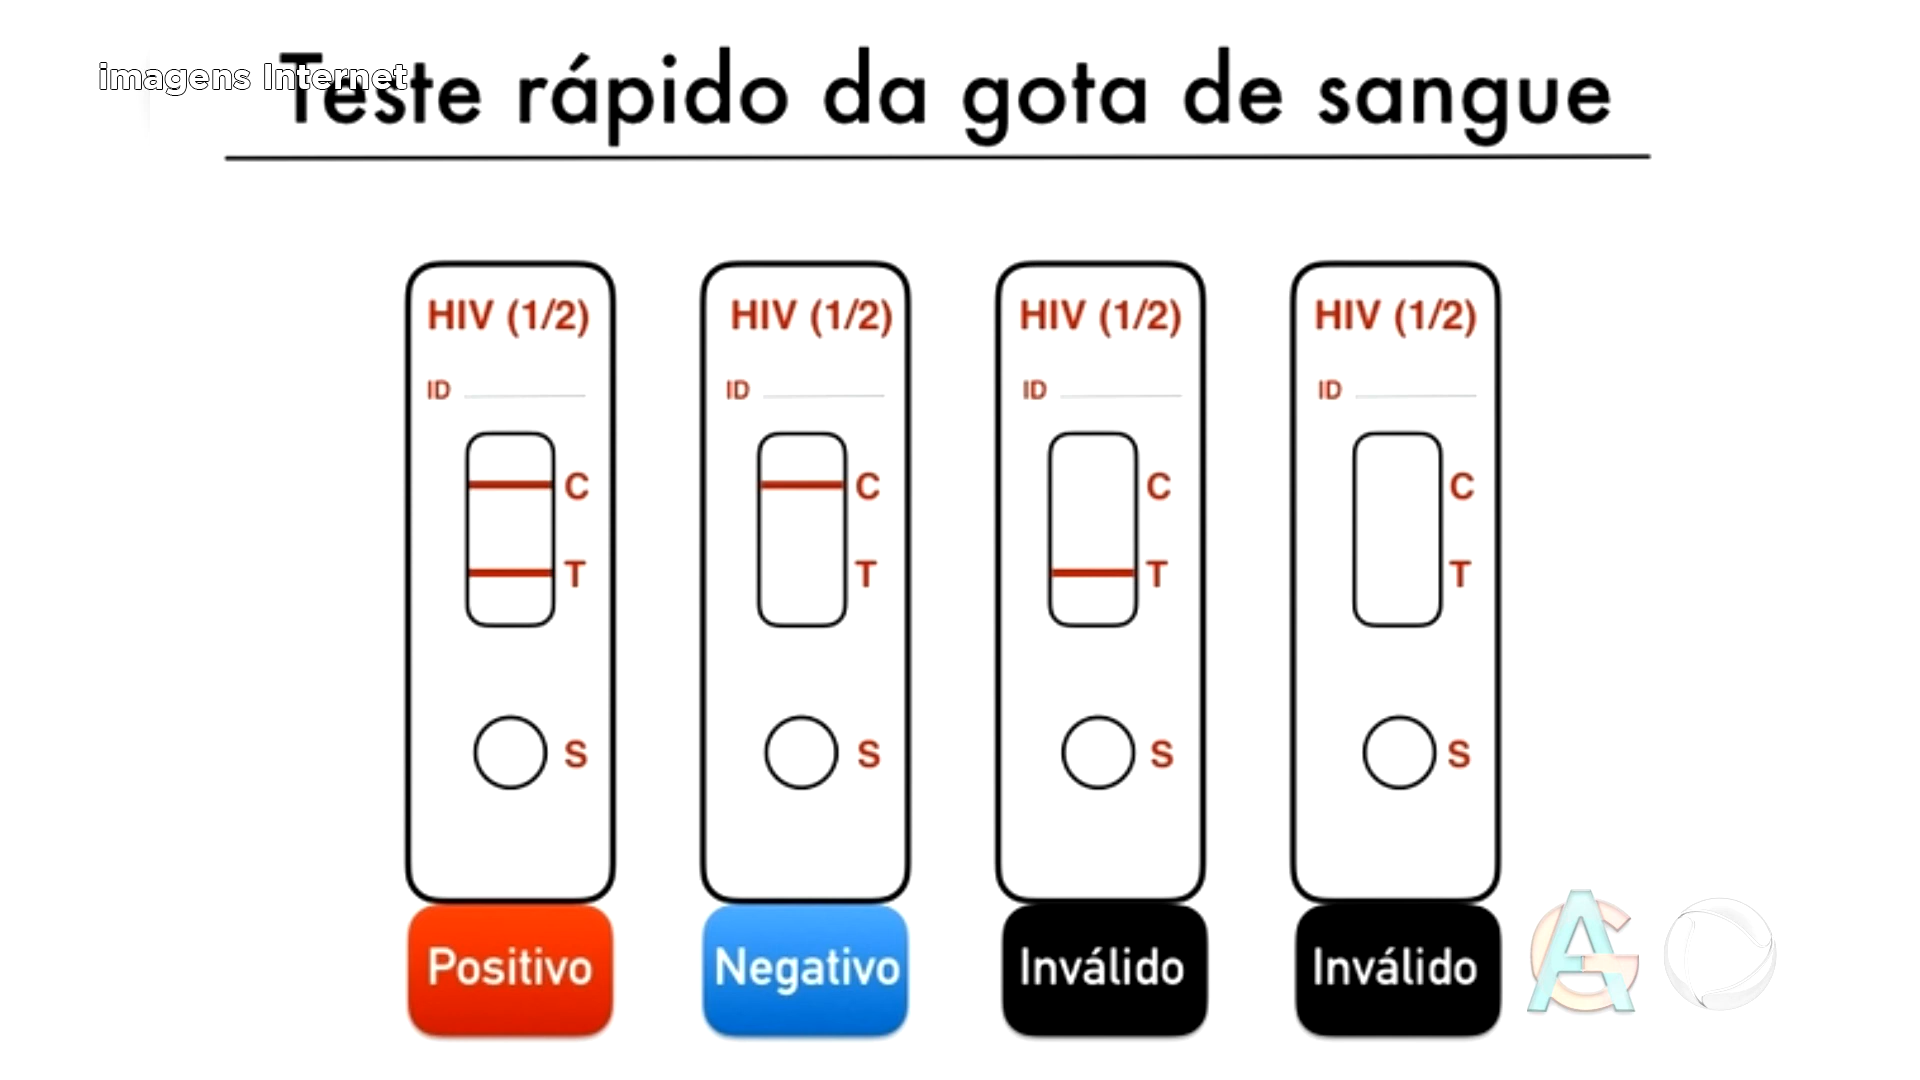 imagens Internet
Teste rápido da gota de sangue
HIV (1/2) HIV (1/2) HIV (1/2) HIV (1/2)
ID ID ID ID
C C C C
T T T T
S S S S
Positivo Negativo Inválido Inválido
AG